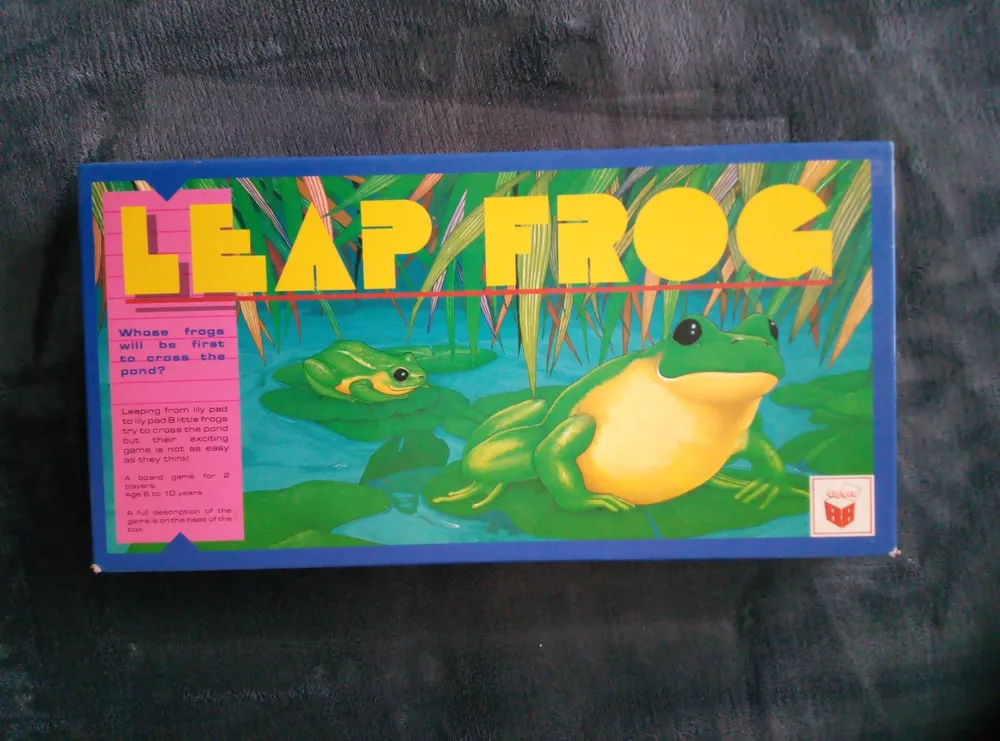 LEAP FROG
Whose frogs
will be first
to cross the
pond?
Leaping from lily pad
to lily pad 8 little frogs
try to cross the pond
but their exciting
game is not as easy
as they think!
A board game for 2
players
Age 6 to 10 years
A full description of the
game is on the base of the
box.